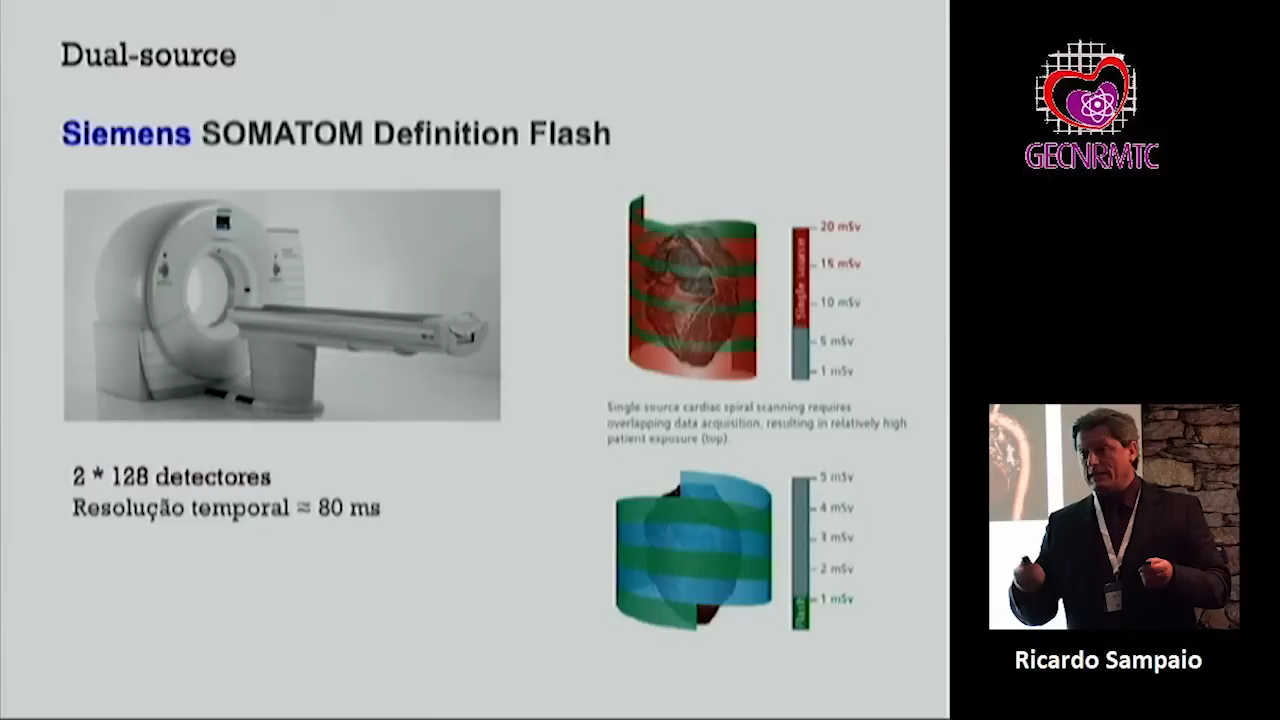 Dual-source
Siemens SOMATOM Definition Flash
20 mSv
15 mSv
10 mSv
5 mSv
1 mSv
Single source
Single source cardiac spiral scanning requires
overlapping data acquisition, resulting in relatively high
patient exposure (top).
2 * 128 detectores
Resolução temporal = 80 ms
5 mSv
4 mSv
3 mSv
2 mSv
1 mSv
Flash
GECNRMTC
Ricardo Sampaio